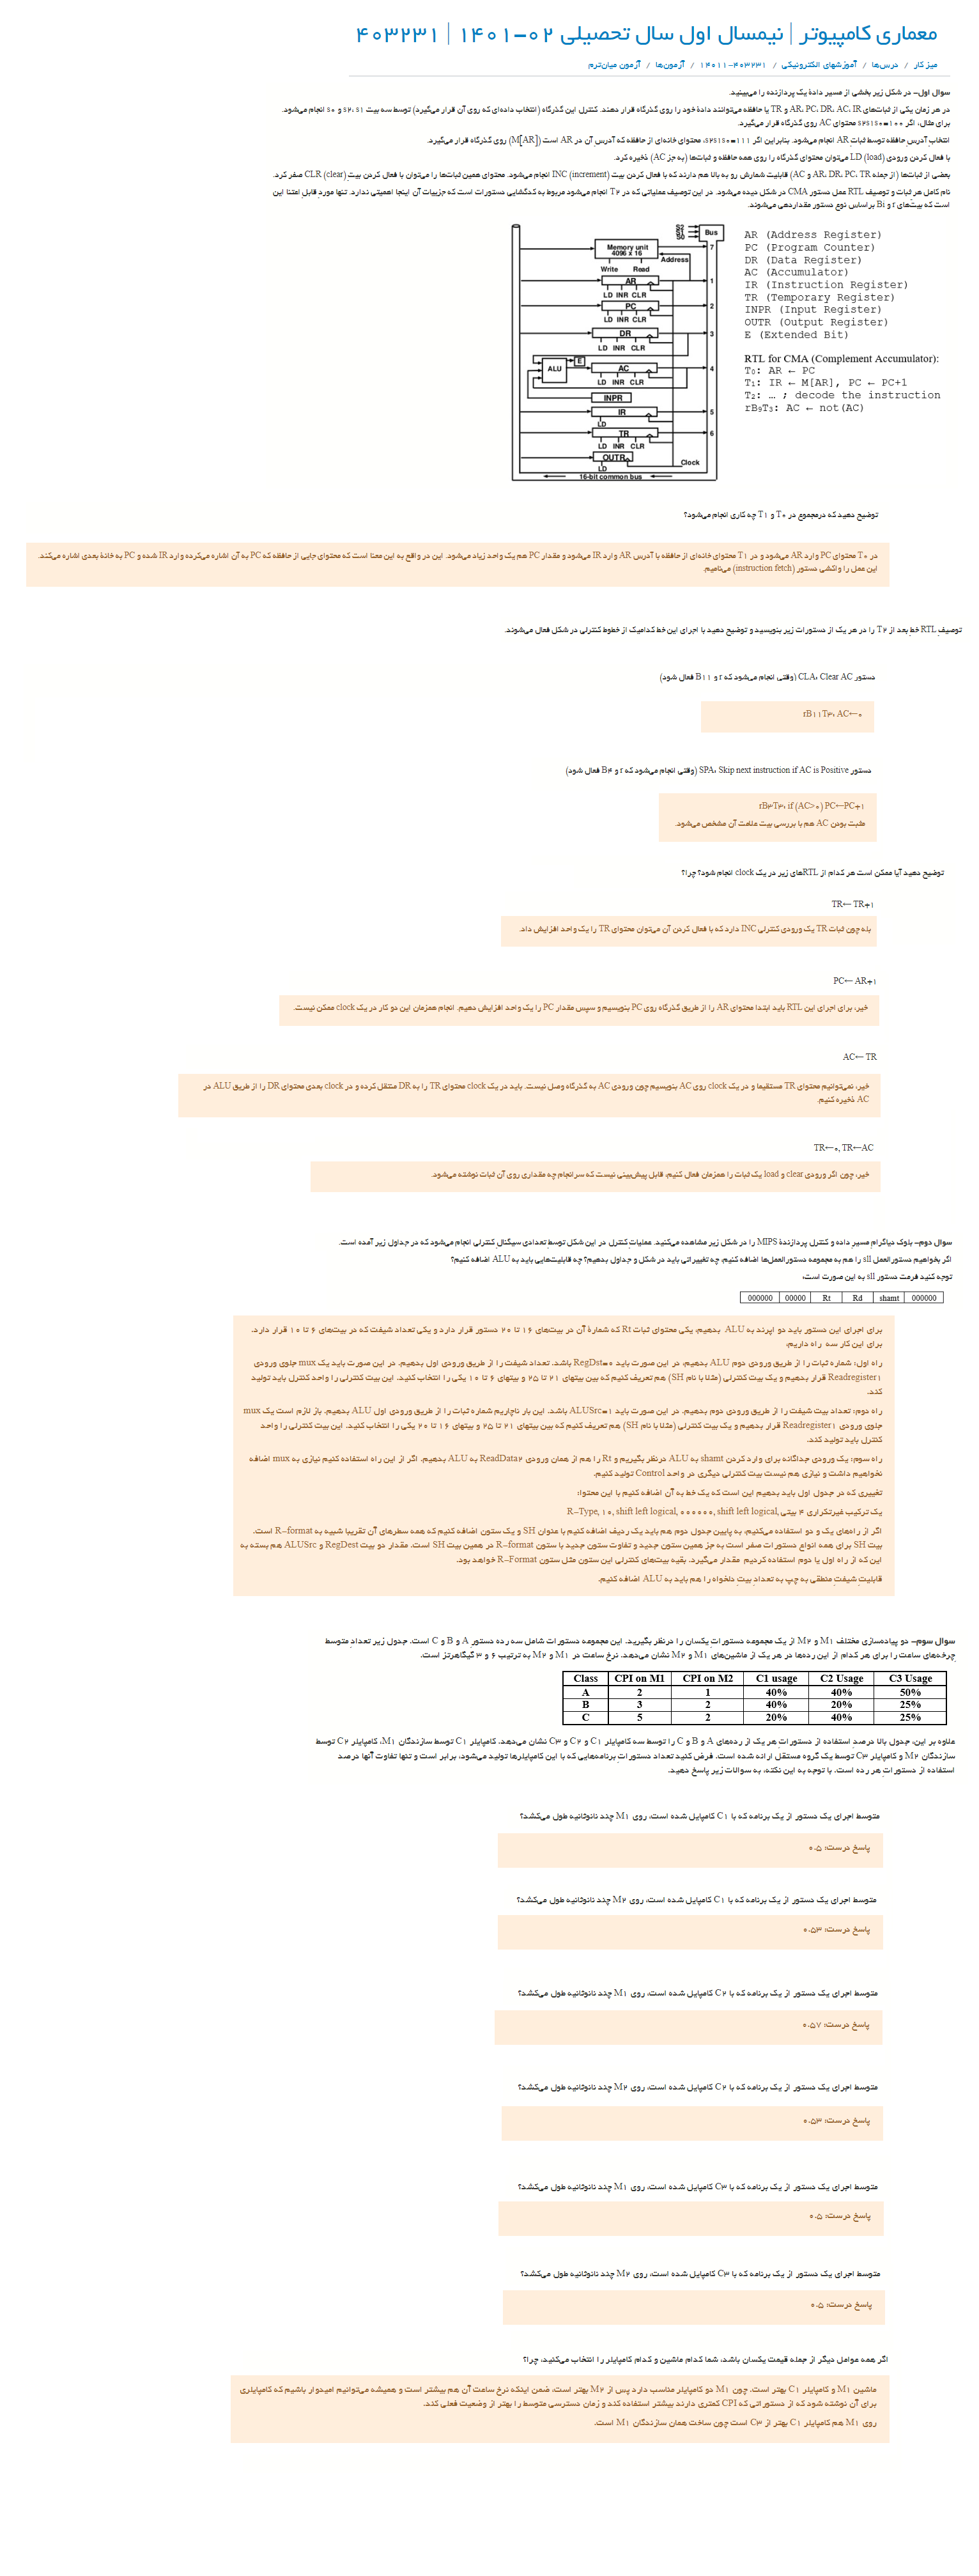 معماری کامپیوتر | نیمسال اول سال تحصیلی ۰۲-۱۴۰۱ | ۴۰۳۲۳۱
میز کار / درس‌ها / آموزشهای الکترونیکی / ۴۰۳۲۳۱-۱۴۰۱۱ / آزمون‌ها / آزمون میان‌ترم
سوال اول- در شکل زیر بخشی از مسیر دادهٔ یک پردازنده را می‌بینید.
در هر زمان یکی از ثبات‌های AR، PC، DR، AC، IR و TR یا حافظه می‌توانند دادهٔ خود را روی گذرگاه قرار دهند. کنترل این گذرگاه (انتخاب داده‌ای که روی آن قرار می‌گیرد) توسط سه بیت s۲، s۱ و s۰ انجام می‌شود.
برای مثال، اگر s۲s۱s۰=۱۰۰ محتوای AC روی گذرگاه قرار می‌گیرد.
انتخاب آدرس حافظه توسط ثبات AR انجام می‌شود. بنابراین اگر s۲s۱s۰=۱۱۱، محتوای خانه‌ای از حافظه که آدرس آن در AR است (M[AR]) روی گذرگاه قرار می‌گیرد.
با فعال کردن ورودی LD (load) می‌توان محتوای گذرگاه را روی همه حافظه و ثبات‌ها (به جز AC) ذخیره کرد.
بعضی از ثبات‌ها (از جمله AR، DR، PC، TR و AC) قابلیت شمارش رو به بالا هم دارند که با فعال کردن بیت INC (increment) انجام می‌شود. محتوای همین ثبات‌ها را می‌توان با فعال کردن بیت CLR (clear) صفر کرد.
نام کامل هر ثبات و توصیف RTL عمل دستور CMA در شکل دیده می‌شود. در این توصیف عملیاتی که در T۲ انجام می‌شود مربوط به کدگشایی دستورات است که جزییات آن اینجا اهمیتی ندارد. تنها مورد قابل اعتنا این
است که بیت‌های r و Bi براساس نوع دستور مقداردهی می‌شوند.
S2
S1
S0
Bus
Memory unit
4096 x 16
7
Address
Write Read
AR
1
LD INR CLR
PC
2
LD INR CLR
DR
3
LD INR CLR
E
ALU
AC
4
LD INR CLR
INPR
IR
5
LD
TR
6
LD INR CLR
OUTR
LD
Clock
16-bit common bus
AR (Address Register)
PC (Program Counter)
DR (Data Register)
AC (Accumulator)
IR (Instruction Register)
TR (Temporary Register)
INPR (Input Register)
OUTR (Output Register)
E (Extended Bit)
RTL for CMA (Complement Accumulator):
T₀: AR ← PC
T₁: IR ← M[AR], PC ← PC+1
T₂: … ; decode the instruction
rB₉T₃: AC ← not(AC)
توضیح دهید که درمجموع در T۰ و T۱ چه کاری انجام می‌شود؟
در T۰ محتوای PC وارد AR می‌شود و در T۱ محتوای خانه‌ای از حافظه با آدرس AR وارد IR می‌شود و مقدار PC هم یک واحد زیاد می‌شود. این در واقع به این معنا است که محتوای جایی از حافظه که PC به آن اشاره می‌کرده وارد IR شده و PC به خانهٔ بعدی اشاره می‌کند.
این عمل را واکشی دستور (instruction fetch) می‌نامیم.
توصیف RTL خط بعد از T۲ را در هر یک از دستورات زیر بنویسید و توضیح دهید با اجرای این خط کدامیک از خطوط کنترلی در شکل فعال می‌شوند.
دستور CLA، Clear AC (وقتی انجام می‌شود که r و B۱۱ فعال شود)
rB۱۱T۳: AC←۰
دستور SPA، Skip next instruction if AC is Positive (وقتی انجام می‌شود که r و B۴ فعال شود)
rB۴T۳: if (AC>۰) PC←PC+۱
مثبت بودن AC هم با بررسی بیت علامت آن مشخص می‌شود.
توضیح دهید آیا ممکن است هر کدام از RTLهای زیر در یک clock انجام شود؟ چرا؟
TR← TR+۱
بله چون ثبات TR یک ورودی کنترلی INC دارد که با فعال کردن آن می‌توان محتوای TR را یک واحد افزایش داد.
PC← AR+۱
خیر، برای اجرای این RTL باید ابتدا محتوای AR را از طریق گذرگاه روی PC بنویسیم و سپس مقدار PC را یک واحد افزایش دهیم. انجام همزمان این دو کار در یک clock ممکن نیست.
AC← TR
خیر، نمی‌توانیم محتوای TR مستقیما و در یک clock روی AC بنویسیم چون ورودی AC به گذرگاه وصل نیست. باید در یک clock محتوای TR را به DR منتقل کرده و در clock بعدی محتوای DR را از طریق ALU در
AC ذخیره کنیم.
TR←۰, TR←AC
خیر، چون اگر ورودی clear و load یک ثبات را همزمان فعال کنیم، قابل پیش‌بینی نیست که سرانجام چه مقداری روی آن ثبات نوشته می‌شود.
سوال دوم- بلوک دیاگرام مسیر داده و کنترل پردازندهٔ MIPS را در شکل زیر مشاهده می‌کنید. عملیات کنترل در این شکل توسط تعدادی سیگنال کنترلی انجام می‌شود که در جداول زیر آمده است.
اگر بخواهیم دستورالعمل sll را هم به مجموعه دستورالعمل‌ها اضافه کنیم، چه تغییراتی باید در شکل و جداول بدهیم؟ چه قابلیت‌هایی باید به ALU اضافه کنیم؟
توجه کنید فرمت دستور sll به این صورت است:
000000 00000 Rt Rd shamt 000000
برای اجرای این دستور باید دو اپرند به ALU بدهیم، یکی محتوای ثبات Rt که شمارهٔ آن در بیت‌های ۱۶ تا ۲۰ دستور قرار دارد و یکی تعداد شیفت که در بیت‌های ۶ تا ۱۰ قرار دارد.
برای این کار سه راه داریم.
راه اول: شماره ثبات را از طریق ورودی دوم ALU بدهیم، در این صورت باید RegDst=۰ باشد. تعداد شیفت را از طریق ورودی اول بدهیم. در این صورت باید یک mux جلوی ورودی
Readregister۱ قرار بدهیم و یک بیت کنترلی (مثلا با نام SH) هم تعریف کنیم که بین بیتهای ۲۱ تا ۲۵ و بیتهای ۶ تا ۱۰ یکی را انتخاب کنید. این بیت کنترلی را واحد کنترل باید تولید
کند.
راه دوم: تعداد بیت شیفت را از طریق ورودی دوم بدهیم. در این صورت باید ALUSrc=۱ باشد. این بار ناچاریم شماره ثبات را از طریق ورودی اول ALU بدهیم. باز لازم است یک mux
جلوی ورودی Readregister۱ قرار بدهیم و یک بیت کنترلی (مثلا با نام SH) هم تعریف کنیم که بین بیتهای ۲۱ تا ۲۵ و بیتهای ۱۶ تا ۲۰ یکی را انتخاب کنید. این بیت کنترلی را واحد
کنترل باید تولید کند.
راه سوم: یک ورودی جداگانه برای وارد کردن shamt به ALU درنظر بگیریم و Rt را هم از همان ورودی ReadData۲ به ALU بدهیم. اگر از این راه استفاده کنیم نیازی به mux اضافه
نخواهیم داشت و نیازی هم نیست بیت کنترلی دیگری در واحد Control تولید کنیم.
تغییری که در جدول اول باید بدهیم این است که یک خط به آن اضافه کنیم با این محتوا:
R-Type, ۱۰, shift left logical, ۰۰۰۰۰۰, shift left logical, یک ترکیب غیرتکراری ۴ بیتی
اگر از راه‌های یک و دو استفاده می‌کنیم، به پایین جدول دوم هم باید یک ردیف اضافه کنیم با عنوان SH و یک ستون اضافه کنیم که همه سطرهای آن تقریبا شبیه به R-format است.
بیت SH برای همه انواع دستورات صفر است به جز همین ستون جدید و تفاوت ستون جدید با ستون R-format در همین بیت SH است. مقدار دو بیت RegDest و ALUSrc هم بسته به
این که از راه اول یا دوم استفاده کردیم مقدار می‌گیرد. بقیه بیت‌های کنترلی این ستون مثل ستون R-Format خواهد بود.
قابلیت شیفت منطقی به چپ به تعداد بیت دلخواه را هم باید به ALU اضافه کنیم.
سوال سوم- دو پیاده‌سازی مختلف M۱ و M۲ از یک مجموعه دستورات یکسان را درنظر بگیرید. این مجموعه دستورات شامل سه رده دستور A و B و C است. جدول زیر تعداد متوسط
چرخه‌های ساعت را برای هر کدام از این رده‌ها در هر یک از ماشین‌های M۱ و M۲ نشان می‌دهد. نرخ ساعت در M۱ و M۲ به ترتیب ۶ و ۳ گیگاهرتز است.
Class CPI on M1 CPI on M2 C1 usage C2 Usage C3 Usage
A 2 1 40% 40% 50%
B 3 2 40% 20% 25%
C 5 2 20% 40% 25%
علاوه بر این، جدول بالا درصد استفاده از دستورات هر یک از رده‌های A و B و C را توسط سه کامپایلر C۱ و C۲ و C۳ نشان می‌دهد. کامپایلر C۱ توسط سازندگان M۱، کامپایلر C۲ توسط
سازندگان M۲ و کامپایلر C۳ توسط یک گروه مستقل ارائه شده است. فرض کنید تعداد دستورات برنامه‌هایی که با این کامپایلرها تولید می‌شود، برابر است و تنها تفاوت آنها درصد
استفاده از دستورات هر رده است. با توجه به این نکته، به سوالات زیر پاسخ دهید.
متوسط اجرای یک دستور از یک برنامه که با C۱ کامپایل شده است، روی M۱ چند نانوثانیه طول می‌کشد؟
پاسخ درست: ۰.۵
متوسط اجرای یک دستور از یک برنامه که با C۱ کامپایل شده است، روی M۲ چند نانوثانیه طول می‌کشد؟
پاسخ درست: ۰.۵۳
متوسط اجرای یک دستور از یک برنامه که با C۲ کامپایل شده است، روی M۱ چند نانوثانیه طول می‌کشد؟
پاسخ درست: ۰.۵۷
متوسط اجرای یک دستور از یک برنامه که با C۲ کامپایل شده است، روی M۲ چند نانوثانیه طول می‌کشد؟
پاسخ درست: ۰.۵۳
متوسط اجرای یک دستور از یک برنامه که با C۳ کامپایل شده است، روی M۱ چند نانوثانیه طول می‌کشد؟
پاسخ درست: ۰.۵
متوسط اجرای یک دستور از یک برنامه که با C۳ کامپایل شده است، روی M۲ چند نانوثانیه طول می‌کشد؟
پاسخ درست: ۰.۵
اگر همه عوامل دیگر از جمله قیمت یکسان باشد، شما کدام ماشین و کدام کامپایلر را انتخاب می‌کنید، چرا؟
ماشین M۱ و کامپایلر C۱ بهتر است. چون M۱ دو کامپایلر مناسب دارد پس از M۲ بهتر است، ضمن اینکه نرخ ساعت آن هم بیشتر است و همیشه می‌توانیم امیدوار باشیم که کامپایلری
برای آن نوشته شود که از دستوراتی که CPI کمتری دارند بیشتر استفاده کند و زمان دسترسی متوسط را بهتر از وضعیت فعلی کند.
روی M۱ هم کامپایلر C۱ بهتر از C۳ است چون ساخت همان سازندگان M۱ است.